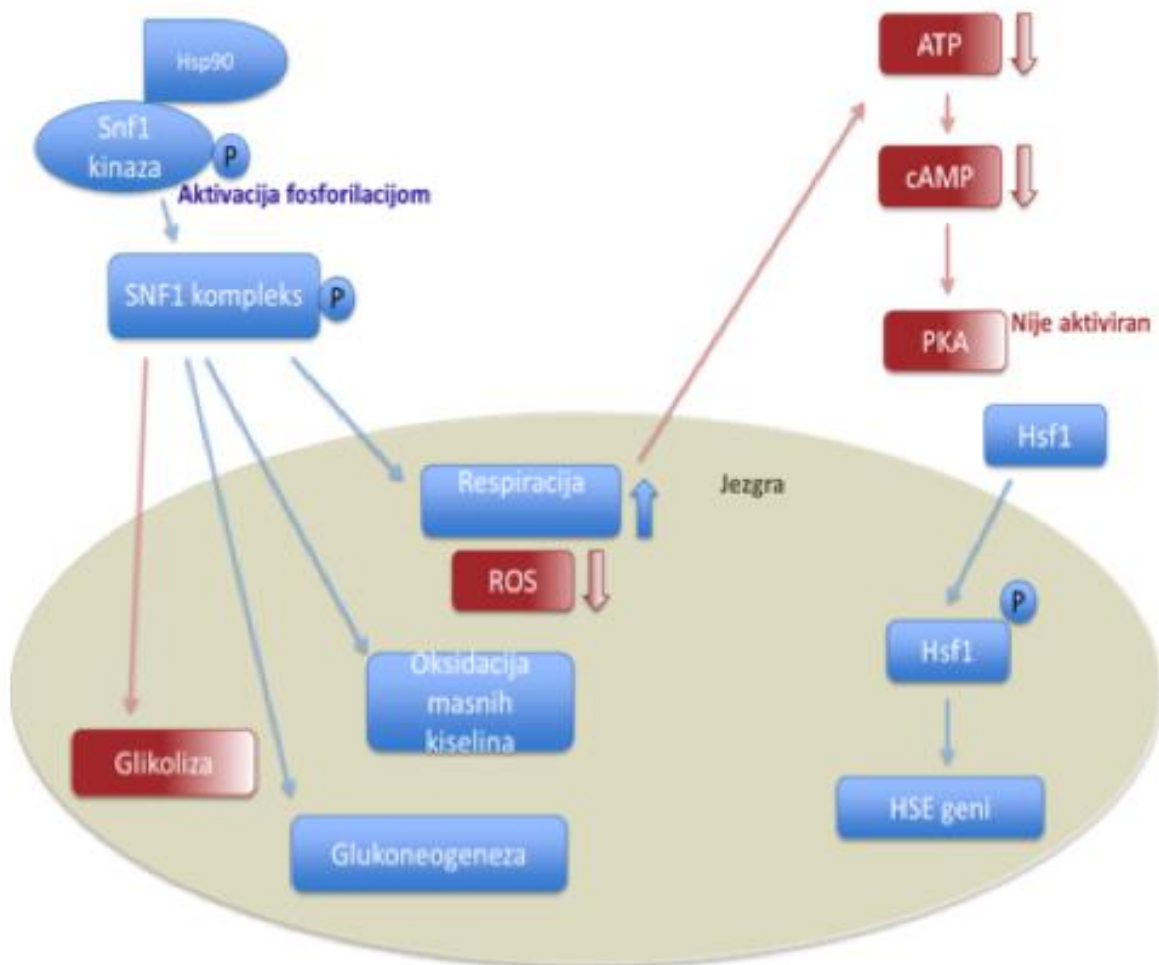 Hsp90
Snf1
kinaza
P
Aktivacija fosforilacijom
SNF1 kompleks
P
ATP
cAMP
PKA
Nije aktiviran
Hsf1
Jezgra
Respiracija
ROS
Oksidacija
masnih
kiselina
Glikoliza
Glukoneogeneza
P
Hsf1
HSE geni